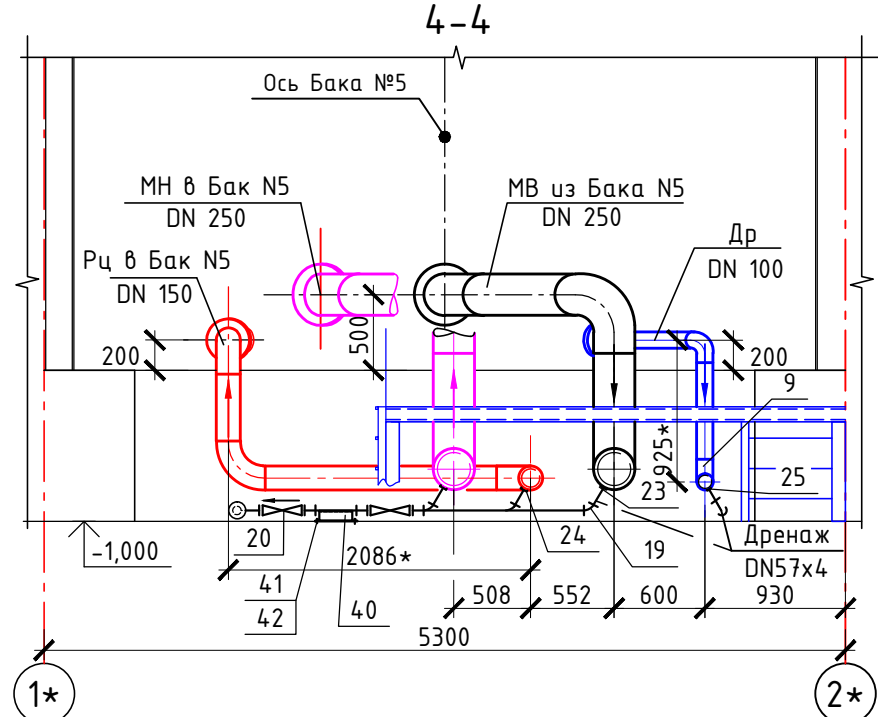 4-4
Ось Бака №5
МН в Бак N5
DN 250
МВ из Бака N5
DN 250
Др
DN 100
Рц в Бак N5
DN 150
200
500
200
925*
9
23
25
-1,000
20
2086*
24
19
Дренаж
DN57x4
41
42
40
508
552
600
930
5300
1*
2*